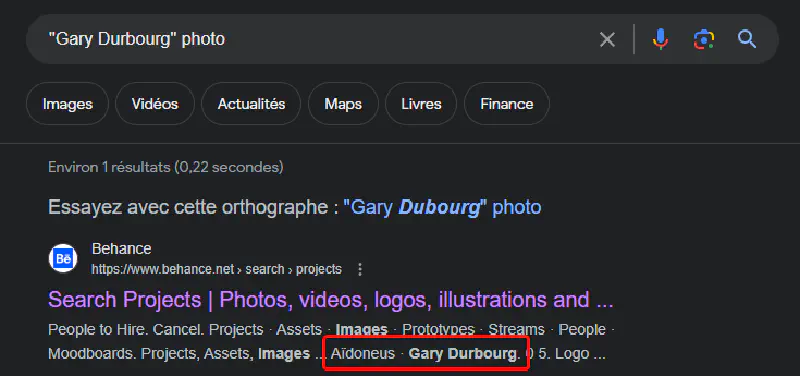 "Gary Durbourg" photo
Images Vidéos Actualités Maps Livres Finance
Environ 1 résultats (0,22 secondes)
Essayez avec cette orthographe : "Gary Dubourg" photo
Bē
Behance
https://www.behance.net › search › projects
Search Projects | Photos, videos, logos, illustrations and ...
People to Hire. Cancel. Projects · Assets · Images · Prototypes · Streams · People ·
Moodboards. Projects, Assets, Images ... Aïdoneus · Gary Durbourg. 0 5. Logo ...